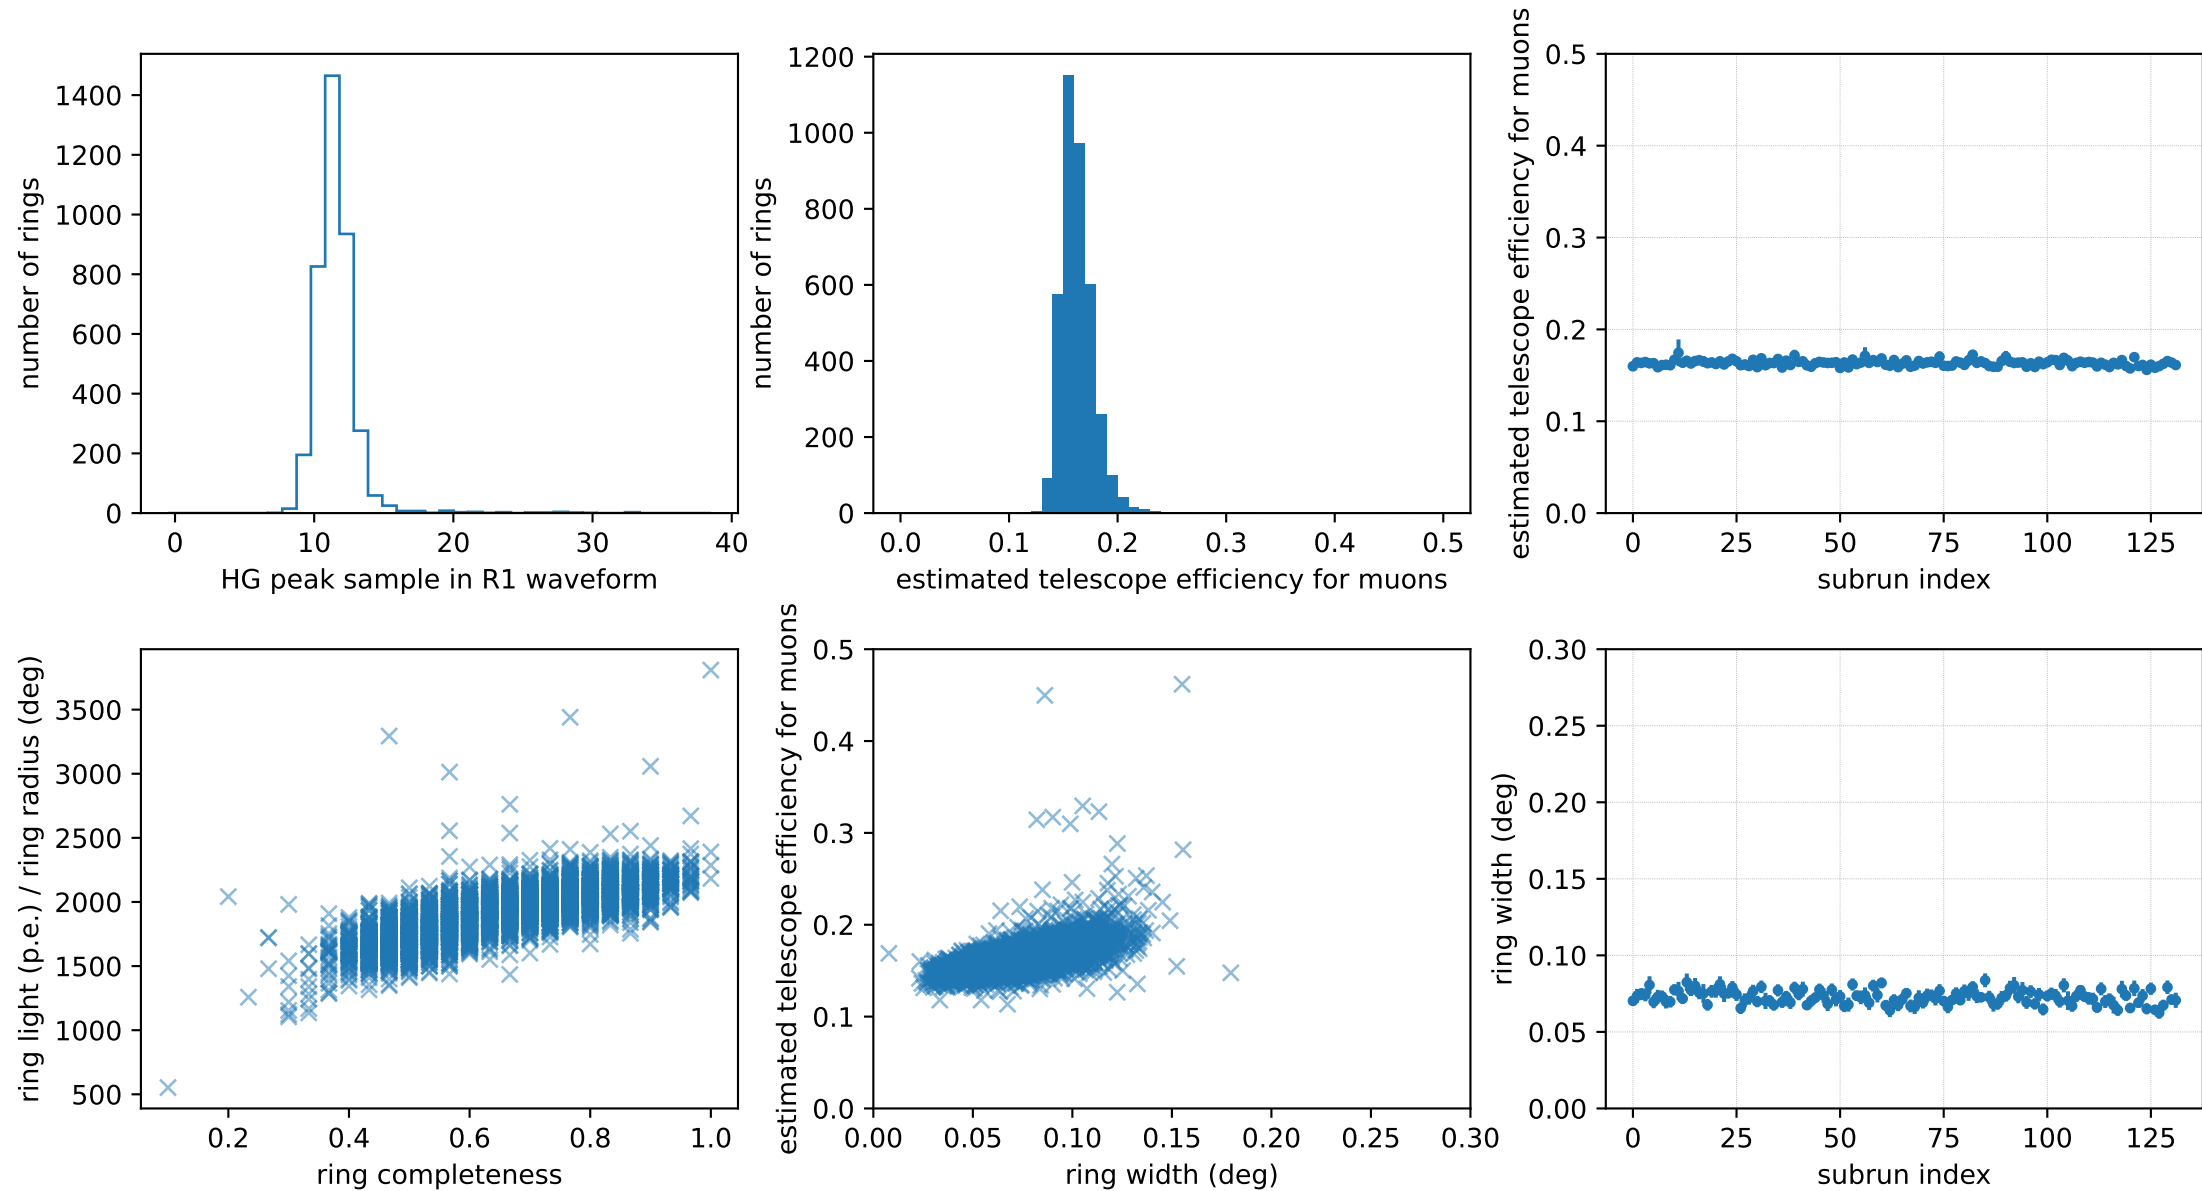 number of rings
1400
1200
1000
800
600
400
200
0
0 10 20 30 40
HG peak sample in R1 waveform
number of rings
1200
1000
800
600
400
200
0
0.0 0.1 0.2 0.3 0.4 0.5
estimated telescope efficiency for muons
estimated telescope efficiency for muons
0.5
0.4
0.3
0.2
0.1
0.0
0 25 50 75 100 125
subrun index
ring light (p.e.) / ring radius (deg)
3500
3000
2500
2000
1500
1000
500
0.2 0.4 0.6 0.8 1.0
ring completeness
estimated telescope efficiency for muons
0.5
0.4
0.3
0.2
0.1
0.0
0.00 0.05 0.10 0.15 0.20 0.25 0.30
ring width (deg)
ring width (deg)
0.30
0.25
0.20
0.15
0.10
0.05
0.00
0 25 50 75 100 125
subrun index